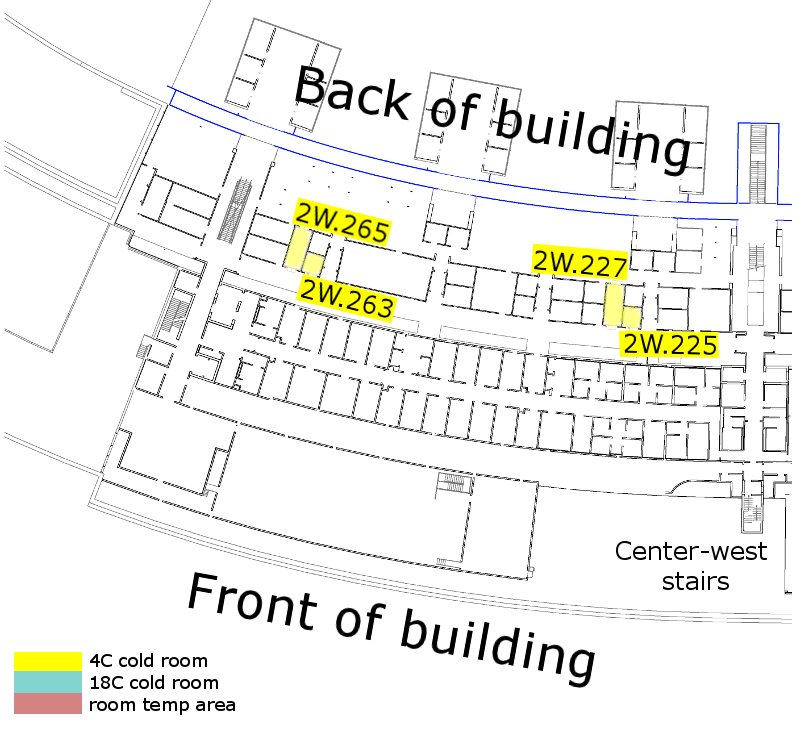 Back of building
2W.265
2W.263
2W.227
2W.225
Center-west
stairs
Front of building
4C cold room
18C cold room
room temp area